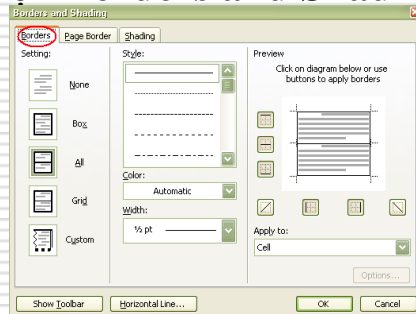 Borders and Shading
Borders Page Border Shading
Setting:
None
Box
All
Grid
Custom
Style:
Color:
Automatic
Width:
½ pt
Preview
Click on diagram below or use
buttons to apply borders
Apply to:
Cell
Options...
Show Toolbar Horizontal Line... OK Cancel